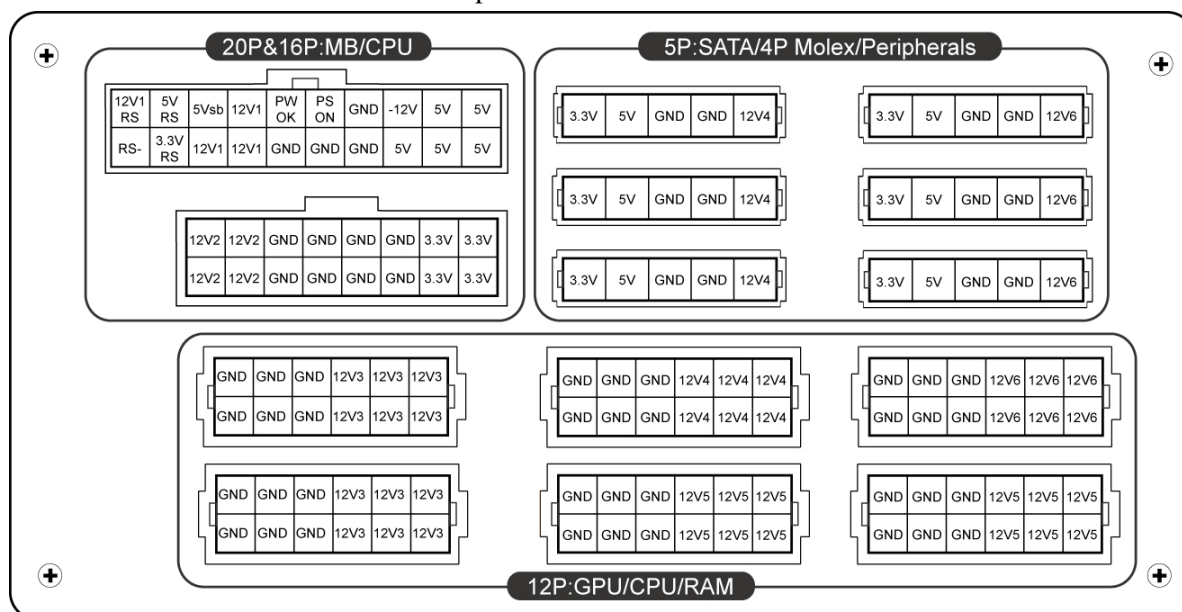 20P&16P:MB/CPU
12V1 RS 5V RS 5Vsb 12V1 PW OK PS ON GND -12V 5V 5V
RS- 3.3V RS 12V1 12V1 GND GND GND 5V 5V 5V
12V2 12V2 GND GND GND GND 3.3V 3.3V
12V2 12V2 GND GND GND GND 3.3V 3.3V
5P:SATA/4P Molex/Peripherals
3.3V 5V GND GND 12V4
3.3V 5V GND GND 12V6
3.3V 5V GND GND 12V4
3.3V 5V GND GND 12V6
3.3V 5V GND GND 12V4
3.3V 5V GND GND 12V6
GND GND GND 12V3 12V3 12V3
GND GND GND 12V3 12V3 12V3
GND GND GND 12V4 12V4 12V4
GND GND GND 12V4 12V4 12V4
GND GND GND 12V6 12V6 12V6
GND GND GND 12V6 12V6 12V6
GND GND GND 12V3 12V3 12V3
GND GND GND 12V3 12V3 12V3
GND GND GND 12V5 12V5 12V5
GND GND GND 12V5 12V5 12V5
GND GND GND 12V5 12V5 12V5
GND GND GND 12V5 12V5 12V5
12P:GPU/CPU/RAM